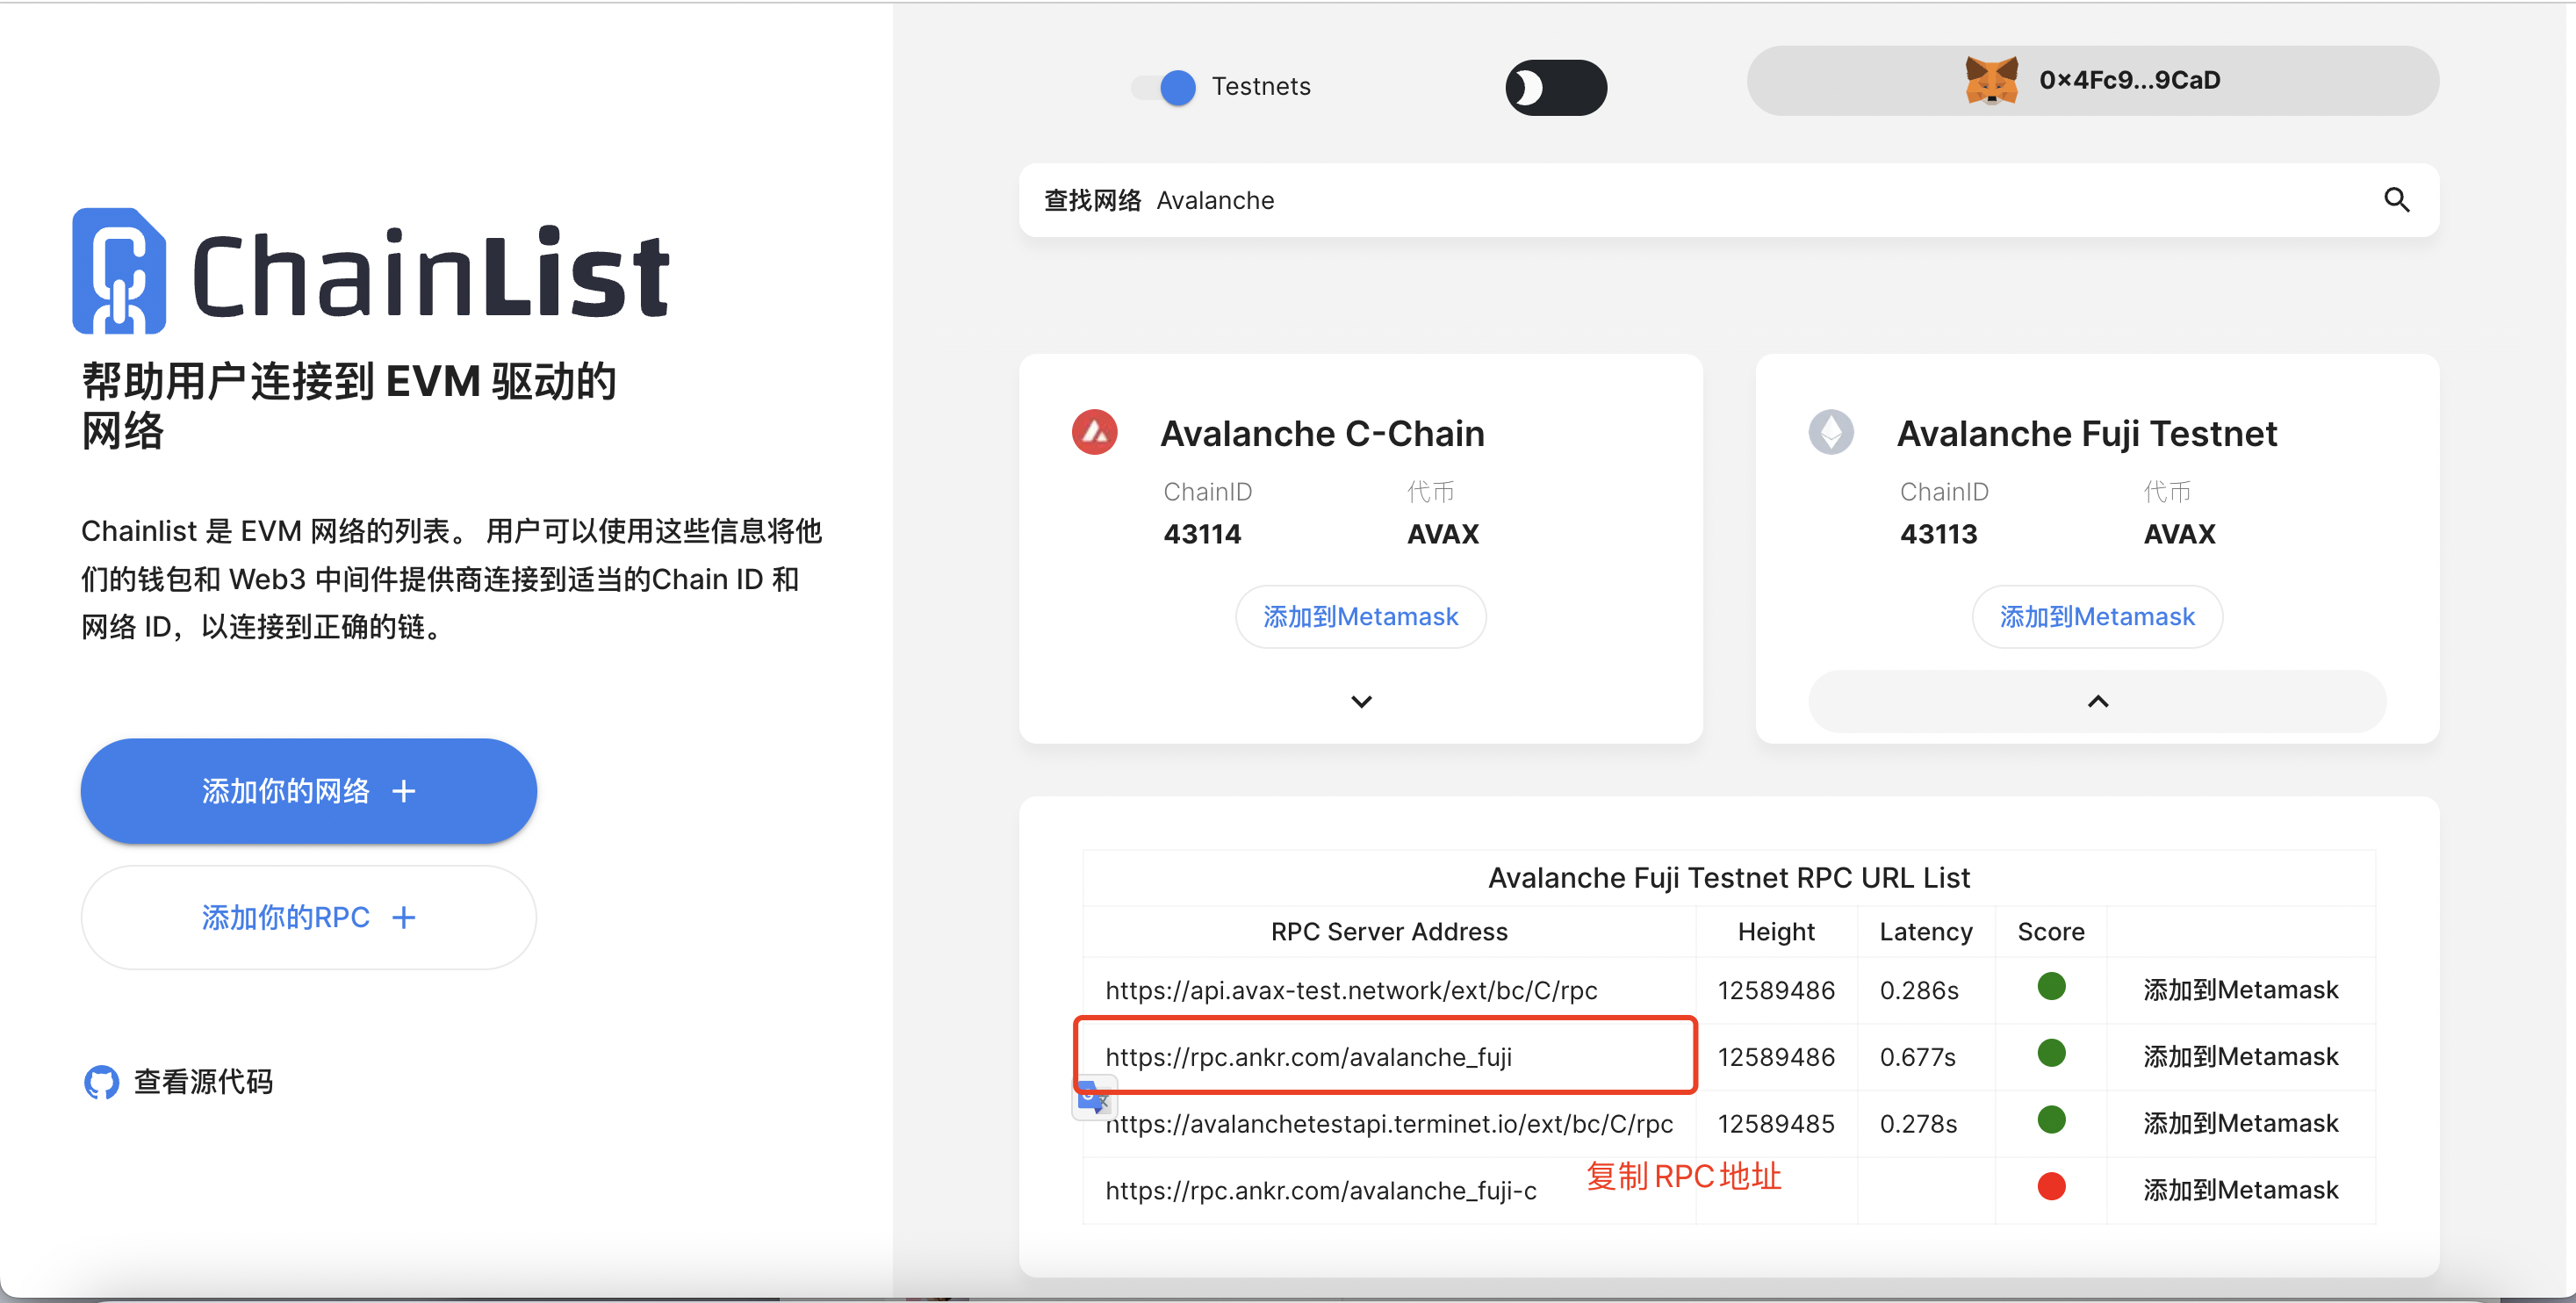 ChainList
帮助用户连接到 EVM 驱动的
网络
Chainlist 是 EVM 网络的列表。 用户可以使用这些信息将他
们的钱包和 Web3 中间件提供商连接到适当的Chain ID 和
网络 ID，以连接到正确的链。
添加你的网络 +
添加你的RPC +
查看源代码
Testnets
0×4Fc9...9CaD
查找网络 Avalanche
Avalanche C-Chain
ChainID 代币
43114 AVAX
添加到Metamask
Avalanche Fuji Testnet
ChainID 代币
43113 AVAX
添加到Metamask
Avalanche Fuji Testnet RPC URL List
RPC Server Address Height Latency Score
https://api.avax-test.network/ext/bc/C/rpc 12589486 0.286s 添加到Metamask
https://rpc.ankr.com/avalanche_fuji 12589486 0.677s 添加到Metamask
https://avalanchetestapi.terminet.io/ext/bc/C/rpc 12589485 0.278s 添加到Metamask
复制RPC地址
https://rpc.ankr.com/avalanche_fuji-c 添加到Metamask